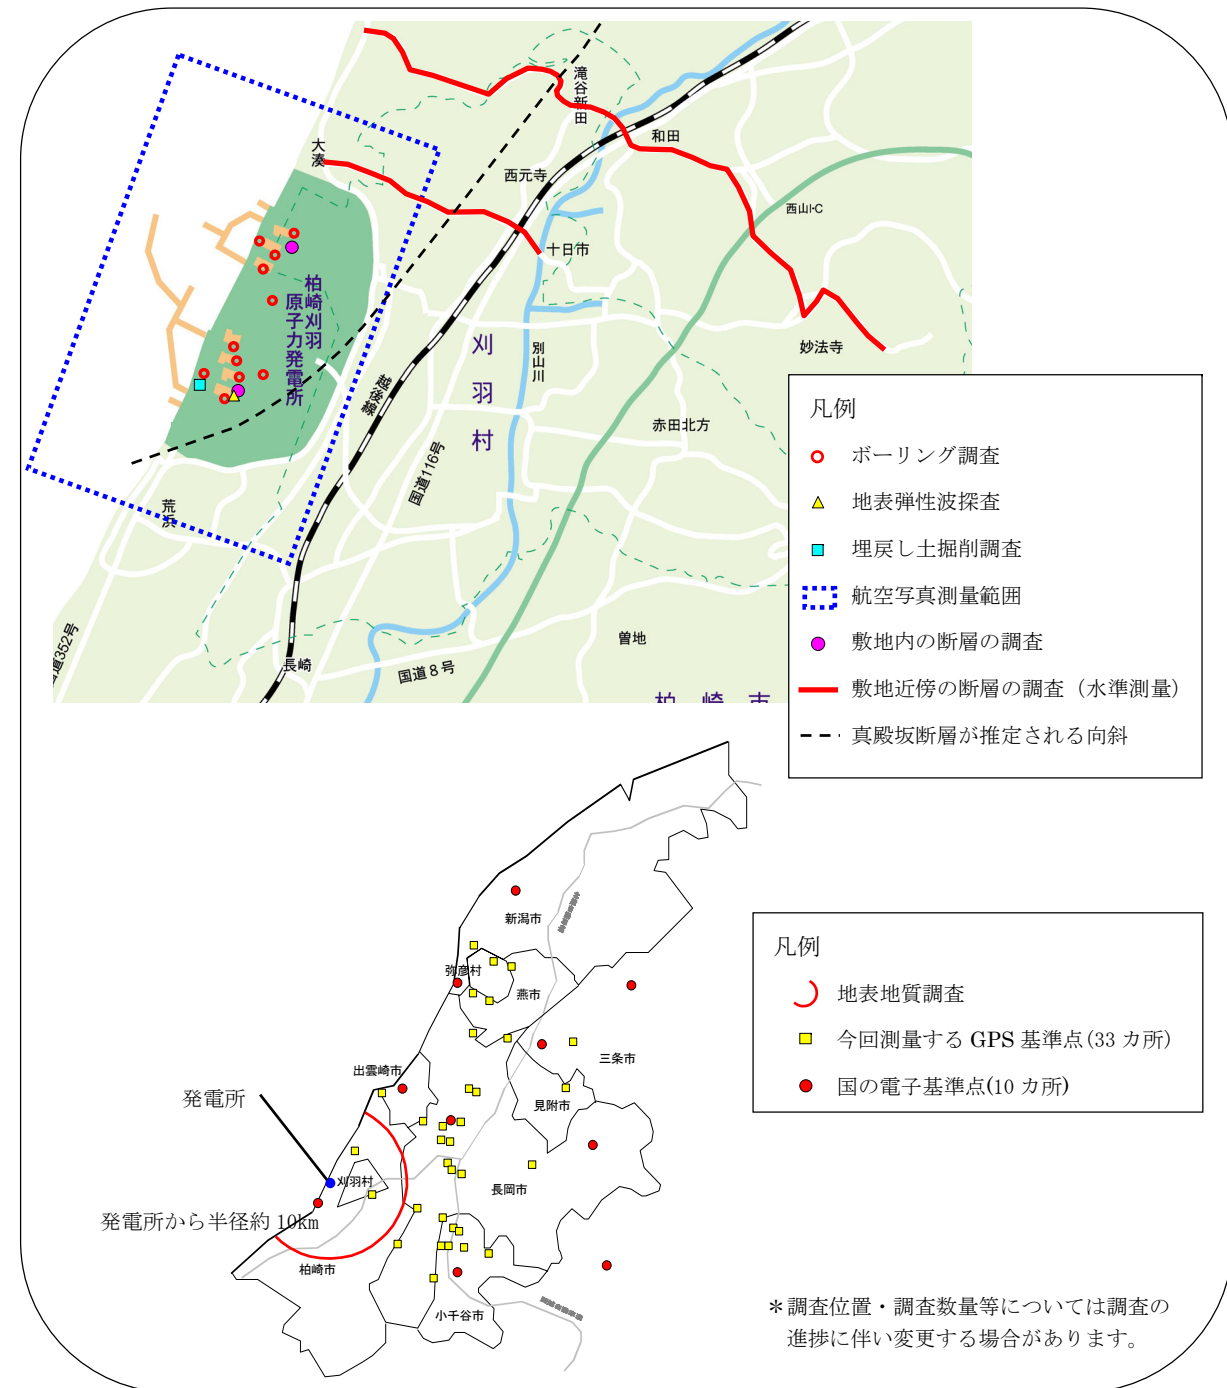 滝谷新田
大湊
和田
西元寺
西山I・C
十日市
柏崎刈羽
原子力発電所
刈羽村
別山川
妙法寺
越後線
赤田北方
国道116号
荒浜
曽地
国道352号
長崎
国道８号
柏崎市
凡例
ボーリング調査
地表弾性波探査
埋戻し土掘削調査
航空写真測量範囲
敷地内の断層の調査
敷地近傍の断層の調査（水準測量）
真殿坂断層が推定される向斜
新潟市
弥彦村
燕市
三条市
出雲崎市
見附市
発電所
刈羽村
長岡市
発電所から半径約 10km
柏崎市
小千谷市
凡例
地表地質調査
今回測量する GPS 基準点(33 カ所)
国の電子基準点(10 カ所)
＊調査位置・調査数量等については調査の
進捗に伴い変更する場合があります。